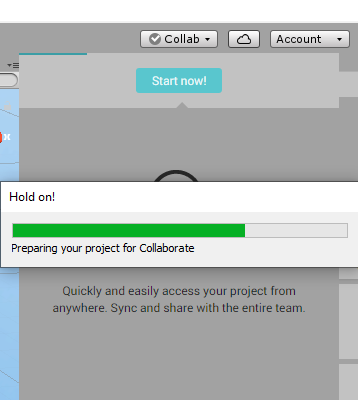 Collab
Account
Start now!
x
Hold on!
Preparing your project for Collaborate
Quickly and easily access your project from
anywhere. Sync and share with the entire team.